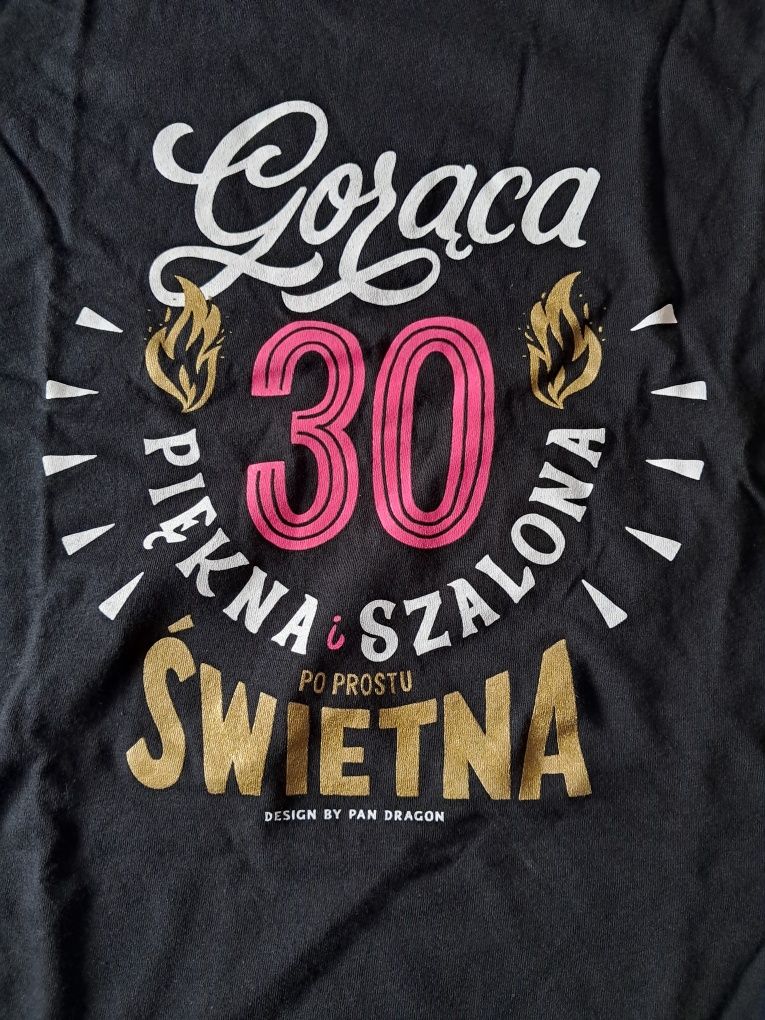 Gorąca
30
PIĘKNA i SZALONA
PO PROSTU
ŚWIETNA
DESIGN BY PAN DRAGON